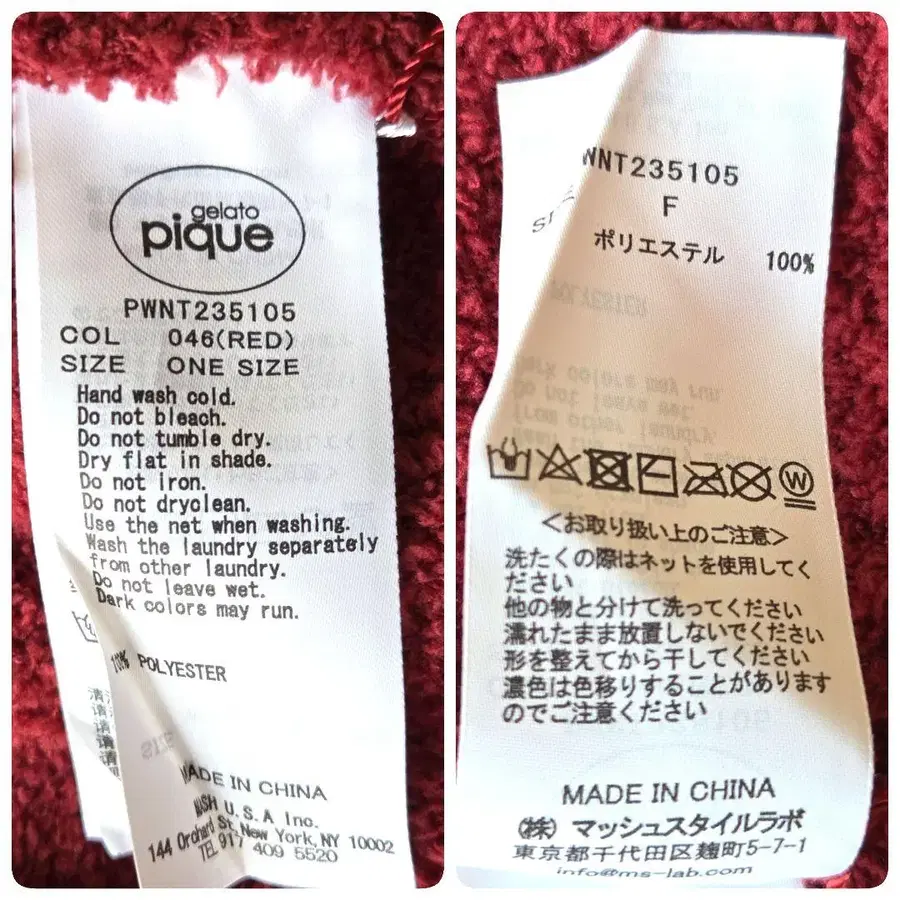 gelato
pique
PWNT235105
COL 046(RED)
SIZE ONE SIZE
Hand wash cold.
Do not bleach.
Do not tumble dry.
Dry flat in shade.
Do not iron.
Do not dryclean.
Use the net when washing.
Wash the laundry separately
from other laundry.
Do not leave wet.
Dark colors may run.
POLYESTER
MADE IN CHINA
MASH U.S.A Inc.
144 Orchard St, New York, NY 10002
TEL 917 409 5520
WNT235105
F
ポリエステル 100%
W
<お取り扱い上のご注意>
洗たくの際はネットを使用してく
ださい
他の物と分けて洗ってください
濡れたまま放置しないでください
形を整えてから干してください
濃色は色移りすることがあります
のでご注意ください
MADE IN CHINA
(株) マッシュスタイルラボ
東京都千代田区麹町5-7-1
info@ms-lab.com